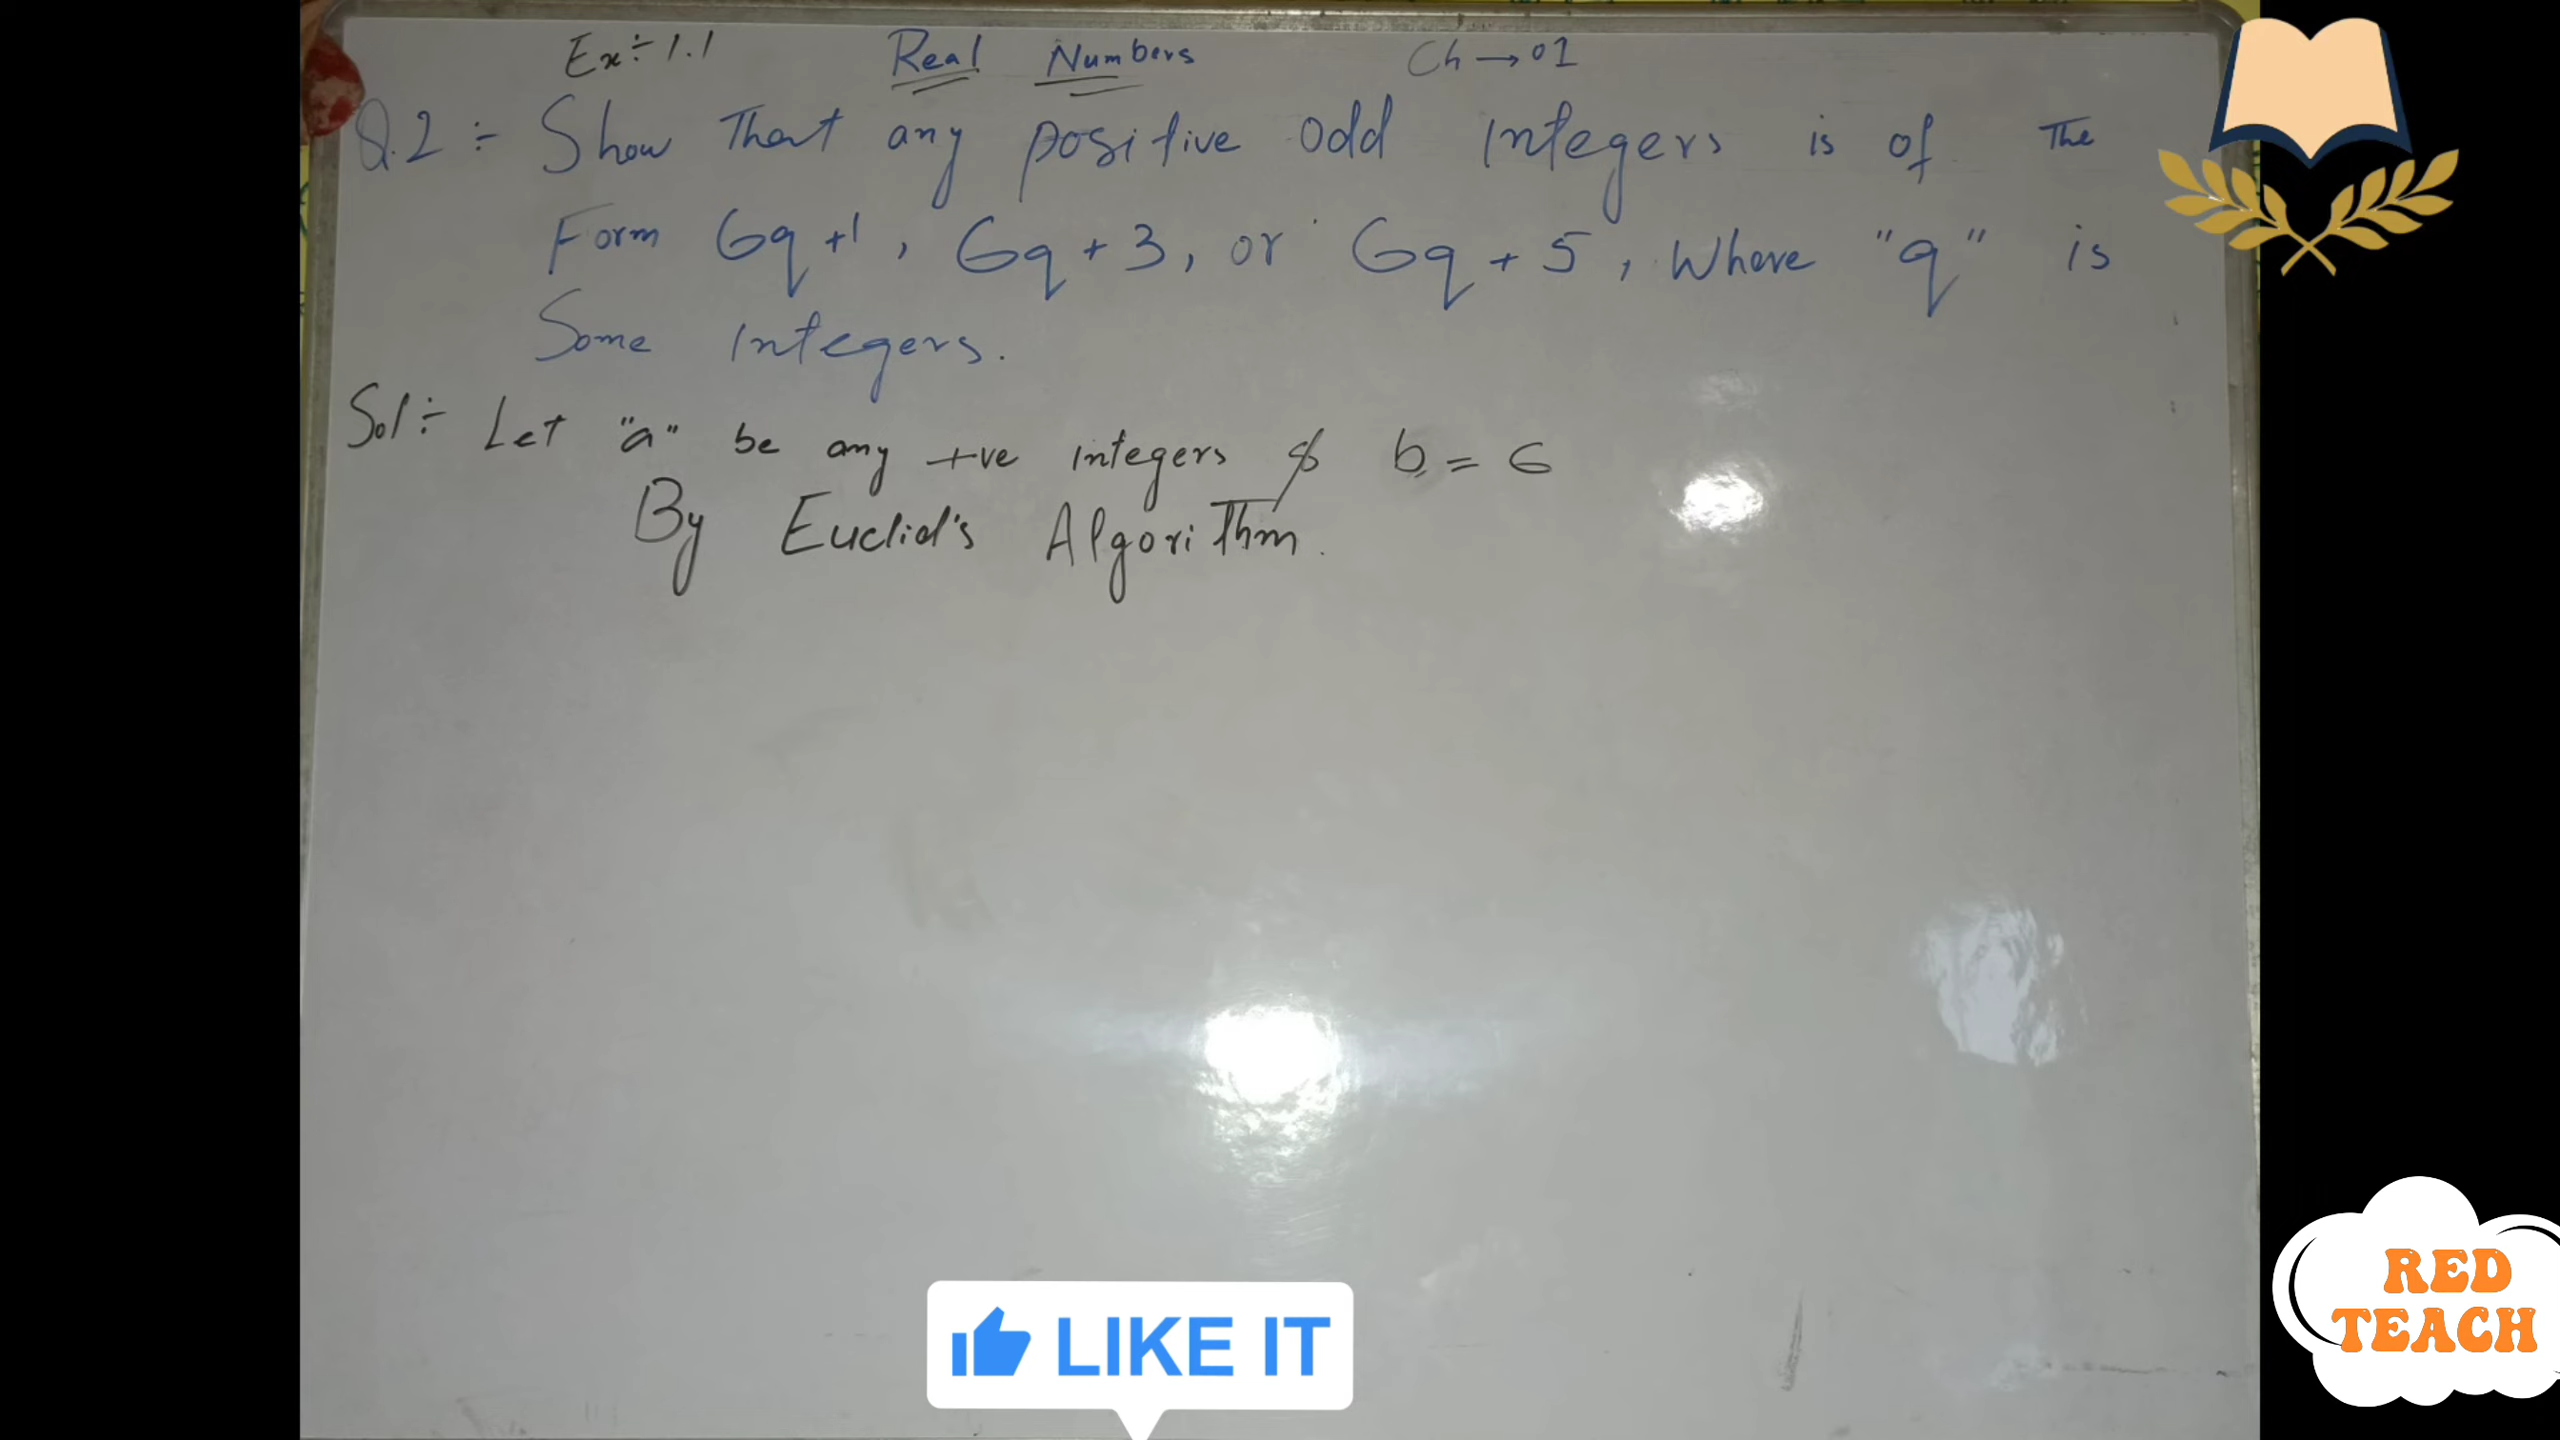 Ex÷ 1.1 Real Numbers Ch → 01
Q.2 ÷ Show That any positive odd integers is of the
Form 6q +1, 6q + 3, or 6q + 5, Where "q" is
Some integers.
Sol÷ Let "a" be any +ve integers & b = 6
By Euclid's Algorithm.
LIKE IT
RED
TEACH